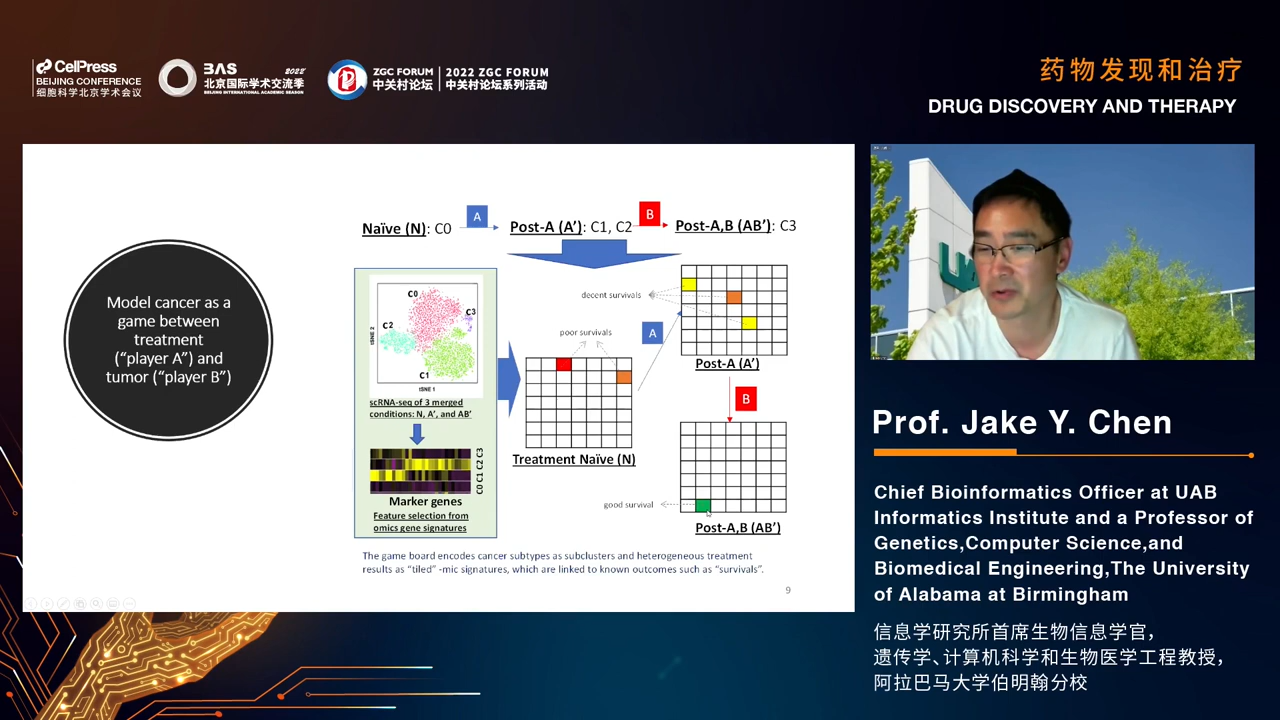 CelPress
BEIJING CONFERENCE
细胞科学北京学术会议
BAS 2022
北京国际学术交流季
BEIJING INTERNATIONAL ACADEMIC SEASON
ZGC FORUM
中关村论坛
2022 ZGC FORUM
中关村论坛系列活动
药物发现和治疗
DRUG DISCOVERY AND THERAPY
Model cancer as a
game between
treatment
(“player A”) and
tumor (“player B”)
Naïve (N): C0
A
Post-A (A’): C1, C2
B
Post-A,B (AB’): C3
C0
C3
C2
C1
tSNE 2
tSNE 1
scRNA-seq of 3 merged
conditions: N, A’, and AB’
C0 C1 C2 C3
Marker genes
Feature selection from
omics gene signatures
poor survivals
Treatment Naïve (N)
A
decent survivals
Post-A (A’)
B
good survival
Post-A,B (AB’)
The game board encodes cancer subtypes as subclusters and heterogeneous treatment
results as “tiled” -mic signatures, which are linked to known outcomes such as “survivals”.
9
UA
Prof. Jake Y. Chen
Chief Bioinformatics Officer at UAB
Informatics Institute and a Professor of
Genetics,Computer Science,and
Biomedical Engineering,The University
of Alabama at Birmingham
信息学研究所首席生物信息学官，
遗传学、计算机科学和生物医学工程教授，
阿拉巴马大学伯明翰分校